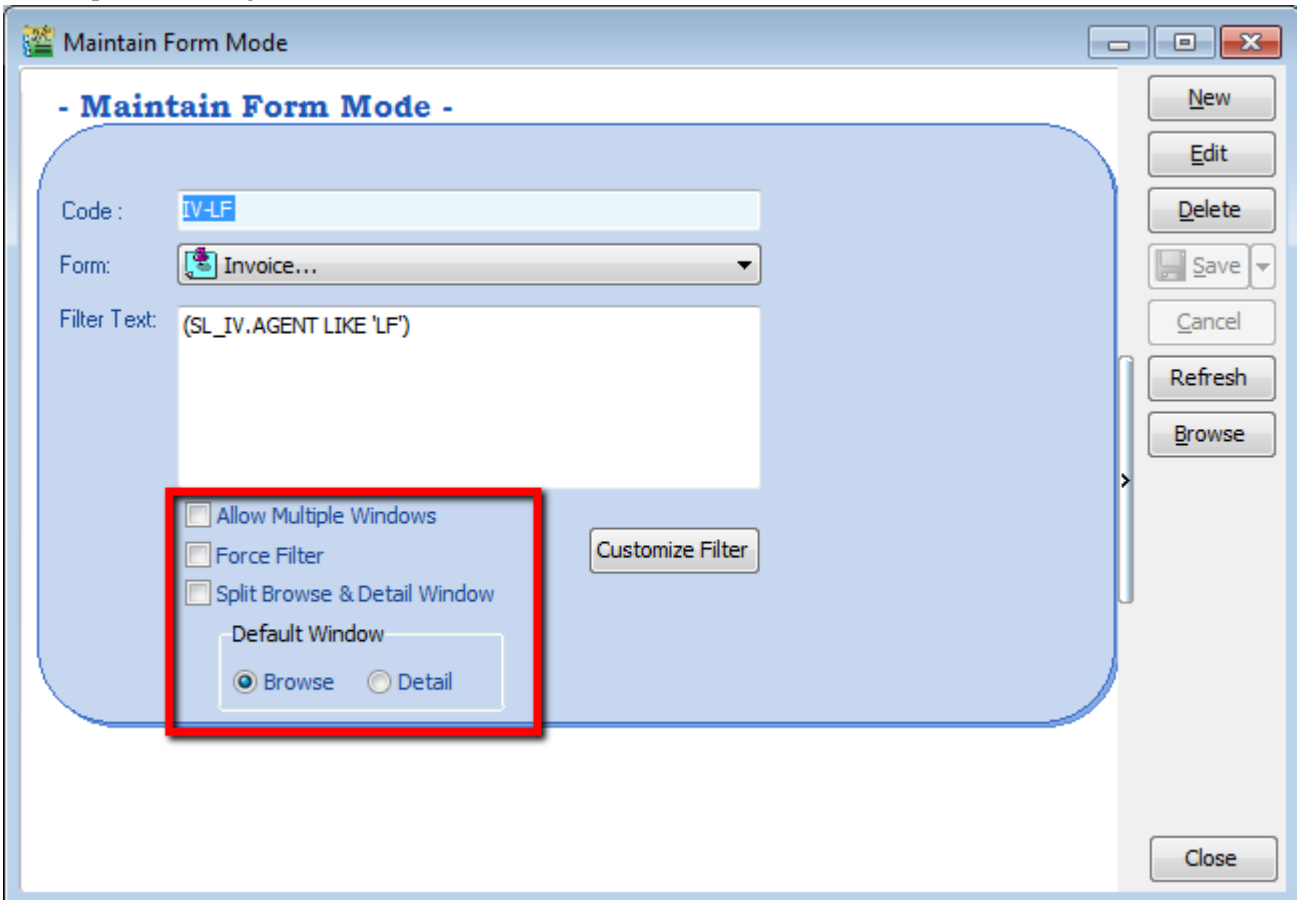 Maintain Form Mode
- Maintain Form Mode -
New
Edit
Code : IV-LF
Delete
Form: Invoice...
Save
Filter Text: (SL_IV.AGENT LIKE 'LF')
Cancel
Refresh
Browse
>
Allow Multiple Windows
Force Filter
Customize Filter
Split Browse & Detail Window
Default Window
Browse Detail
Close